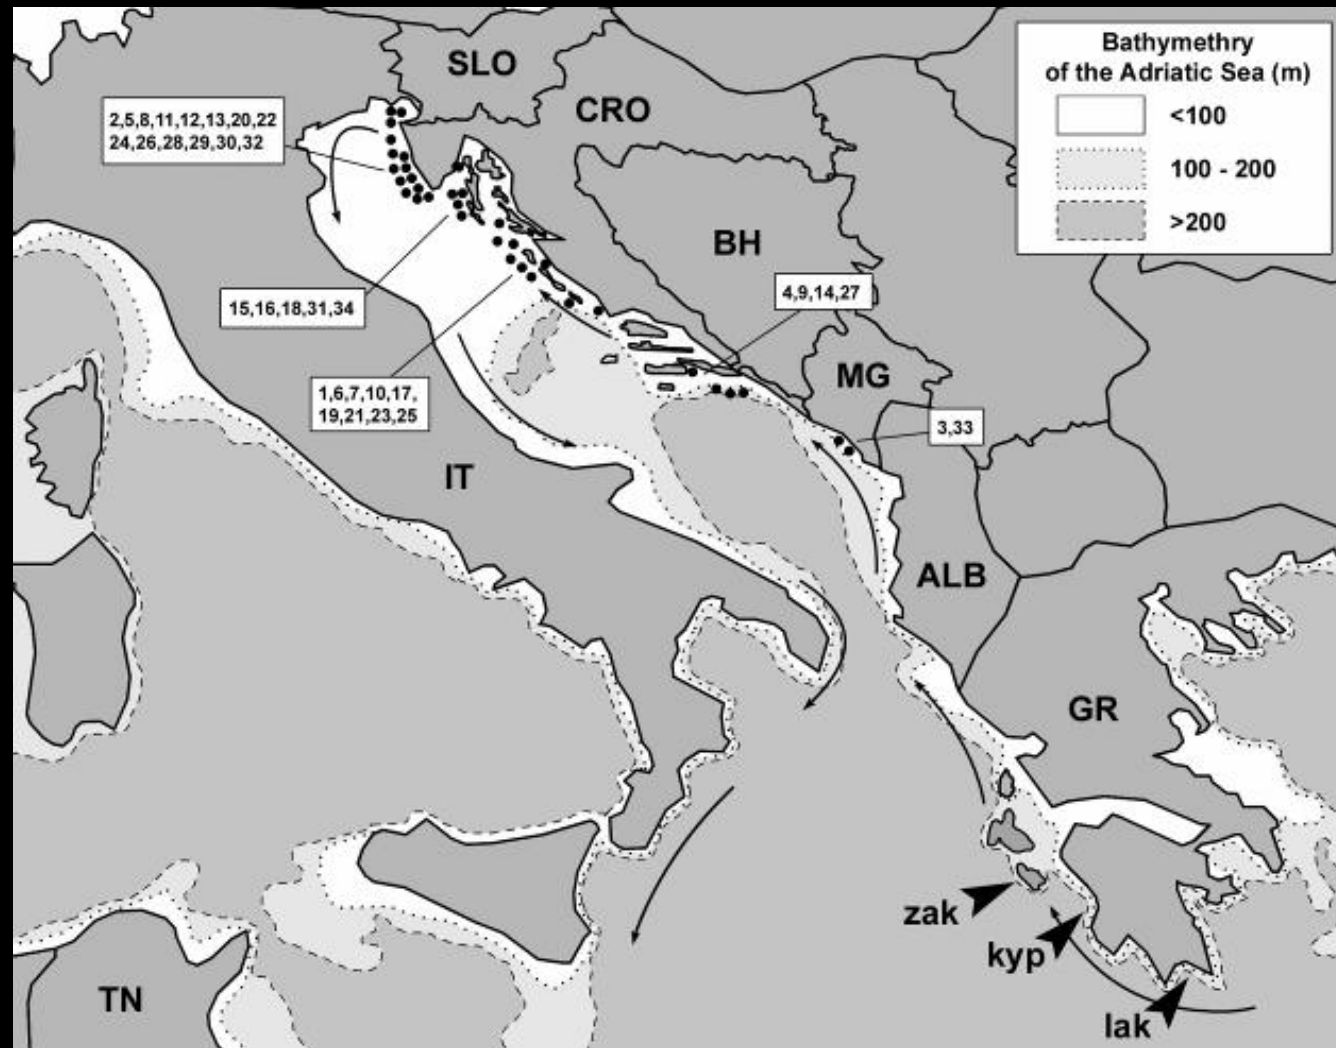 Bathymethry
of the Adriatic Sea (m)
<100
100 - 200
>200
SLO
CRO
2,5,8,11,12,13,20,22
24,26,28,29,30,32
BH
15,16,18,31,34
4,9,14,27
1,6,7,10,17,
19,21,23,25
MG
3,33
IT
ALB
GR
zak
kyp
lak
TN